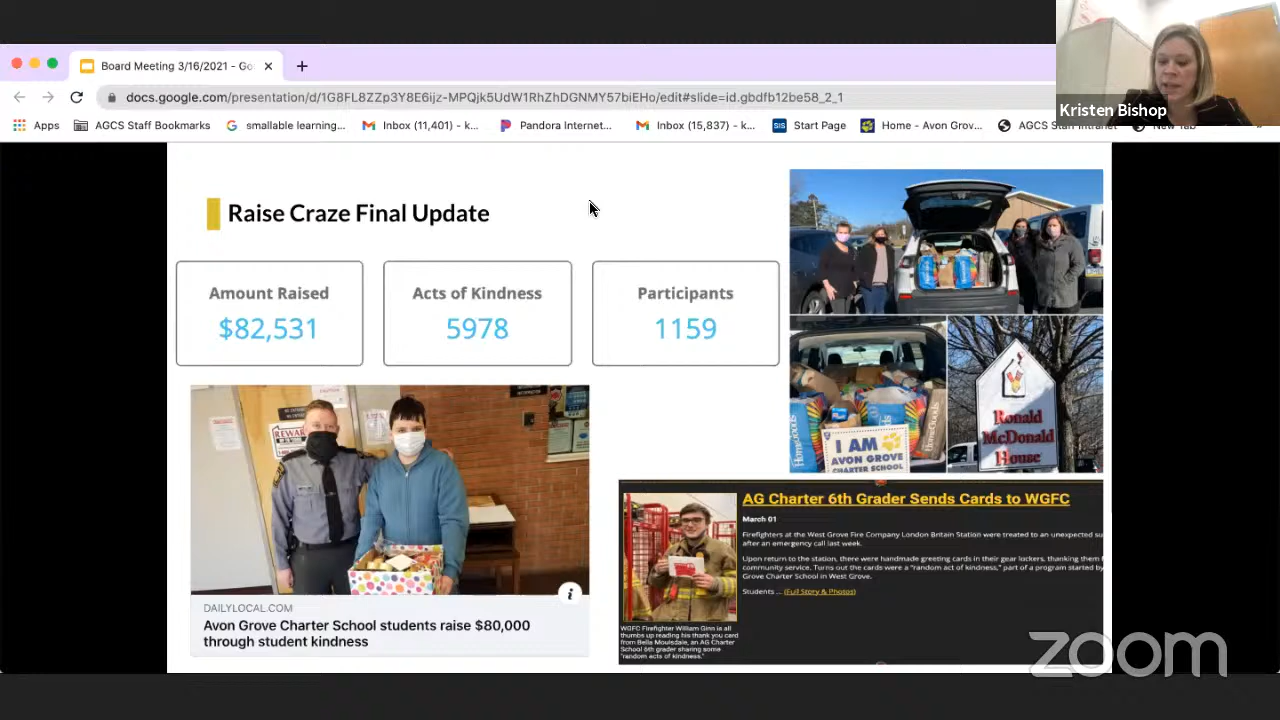 Board Meeting 3/16/2021 - Go
docs.google.com/presentation/d/1G8FL8ZZp3Y8E6ijz-MPQjk5UdW1RhZhDGNMY57biEHo/edit#slide=id.gbdfb12be58_2_1
Apps
AGCS Staff Bookmarks
smallable learning...
Inbox (11,401) - k...
Pandora Internet...
Inbox (15,837) - k...
SIS
Start Page
Home - Avon Grov...
AGCS Staff Intranet
New Tab
Kristen Bishop
Raise Craze Final Update
Amount Raised
$82,531
Acts of Kindness
5978
Participants
1159
HomeGoods
HomeGoods
I AM
AVON GROVE
CHARTER SCHOOL
Ronald
McDonald
House
REWARD
DAILYLOCAL.COM
Avon Grove Charter School students raise $80,000
through student kindness
AG Charter 6th Grader Sends Cards to WGFC
March 01
Firefighters at the West Grove Fire Company London Britain Station were treated to an unexpected su
after an emergency call last week.
Upon return to the station, there were handmade greeting cards in their gear lockers, thanking them f
community service. Turns out the cards were a "random act of kindness," part of a program started by
Grove Charter School in West Grove.
Students ... (Full Story & Photos)
WGFC Firefighter William Ginn is all
thumbs up reading his thank you card
from Bella Moulsdale, an AG Charter
School 6th grader sharing some
"random acts of kindness."
zoom